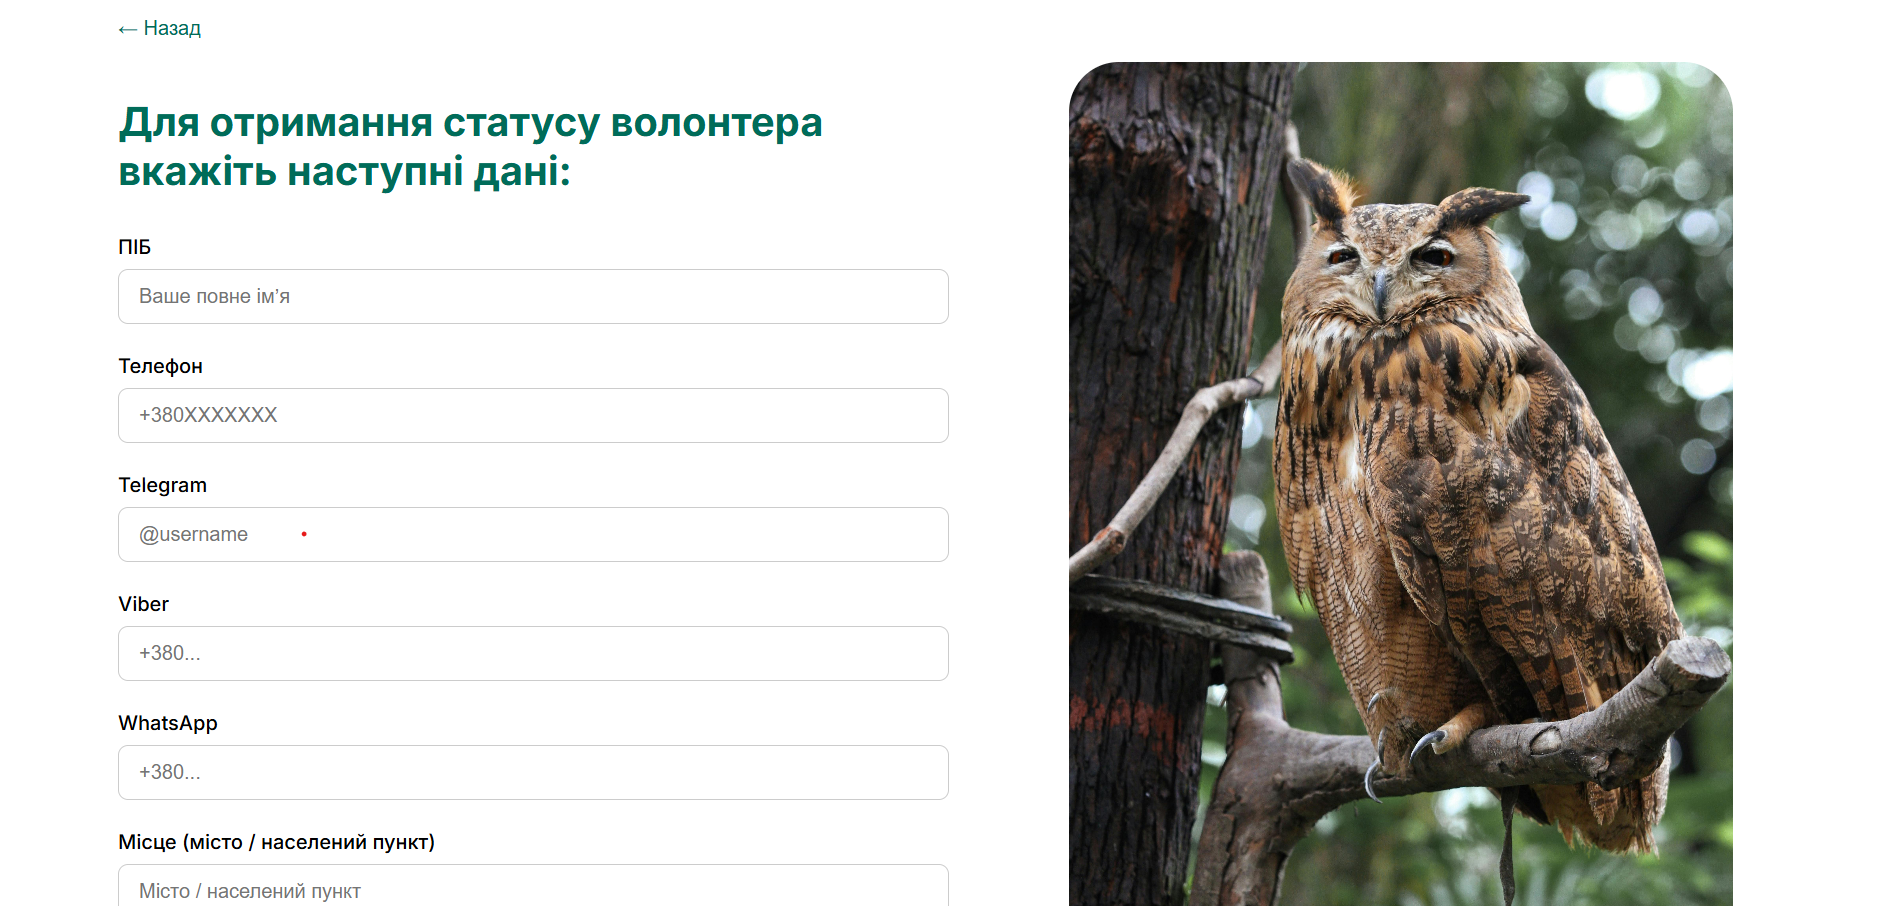 ← Назад
Для отримання статусу волонтера
вкажіть наступні дані:
ПІБ
Ваше повне ім’я
Телефон
+380XXXXXXX
Telegram
@username
Viber
+380...
WhatsApp
+380...
Місце (місто / населений пункт)
Місто / населений пункт